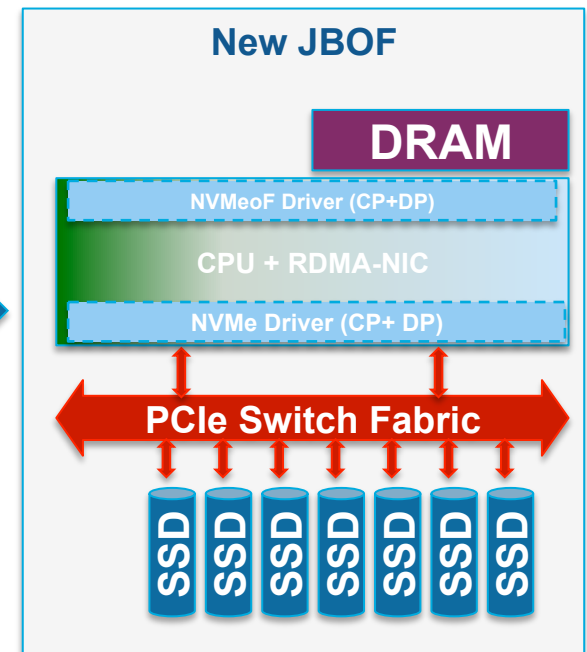 New JBOF
DRAM
NVMeoF Driver (CP+DP)
CPU + RDMA-NIC
NVMe Driver (CP+ DP)
PCIe Switch Fabric
SSD
SSD
SSD
SSD
SSD
SSD
SSD